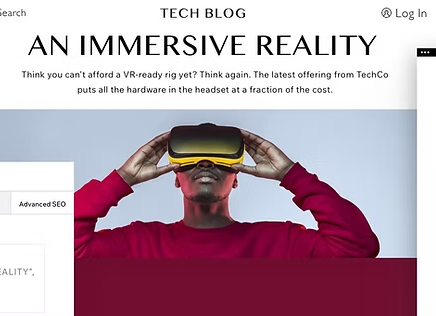 Search
TECH BLOG
Log In
AN IMMERSIVE REALITY
Think you can't afford a VR-ready rig yet? Think again. The latest offering from TechCo
puts all the hardware in the headset at a fraction of the cost.
Advanced SEO
EALITY",